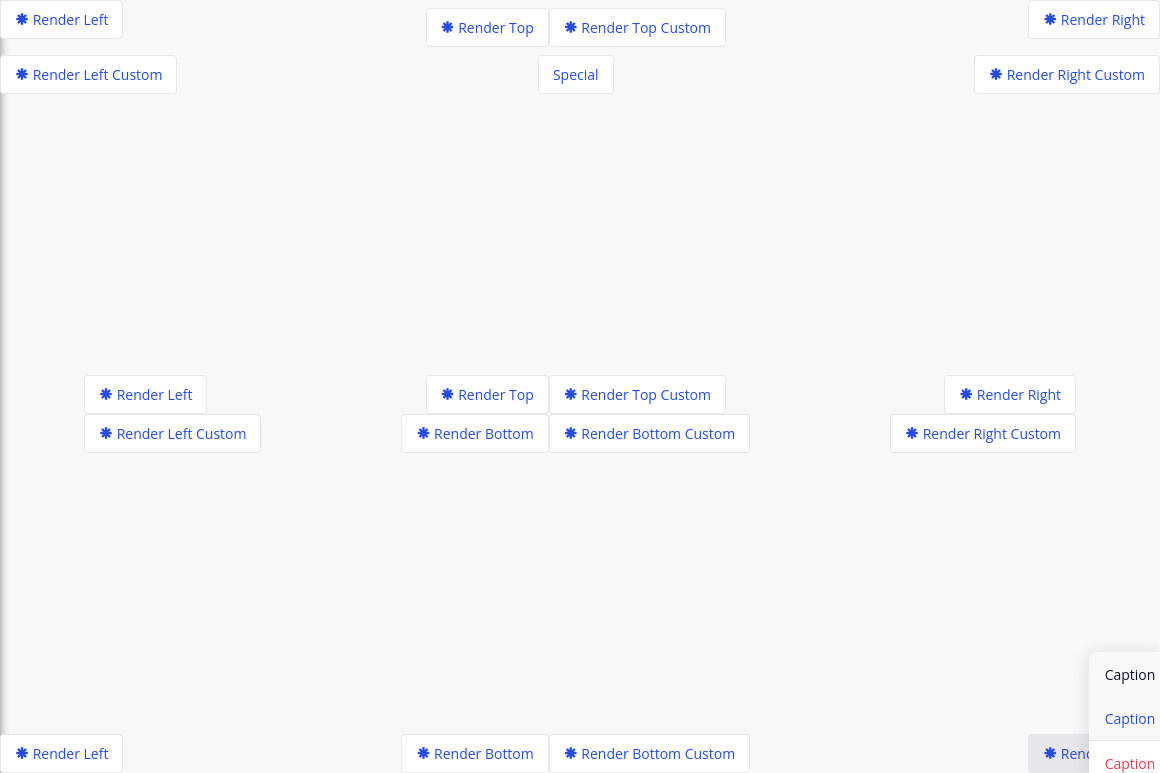 Render Left
Render Top
Render Top Custom
Render Right
Render Left Custom
Special
Render Right Custom
Render Left
Render Top
Render Top Custom
Render Right
Render Left Custom
Render Bottom
Render Bottom Custom
Render Right Custom
Caption
Caption
Render Left
Render Bottom
Render Bottom Custom
Caption